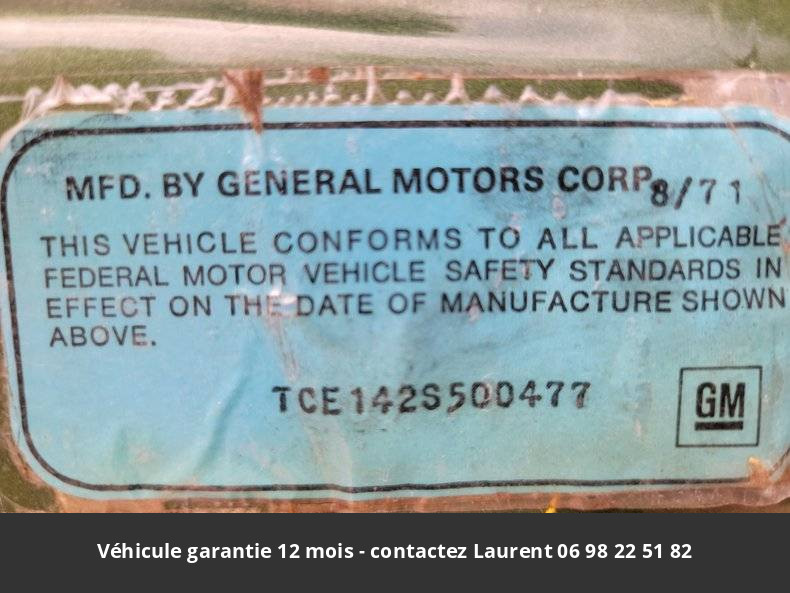 MFD. BY GENERAL MOTORS CORP 8/71
THIS VEHICLE CONFORMS TO ALL APPLICABLE
FEDERAL MOTOR VEHICLE SAFETY STANDARDS IN
EFFECT ON THE DATE OF MANUFACTURE SHOWN
ABOVE.
TCE142S500477
GM
Véhicule garantie 12 mois - contactez Laurent 06 98 22 51 82